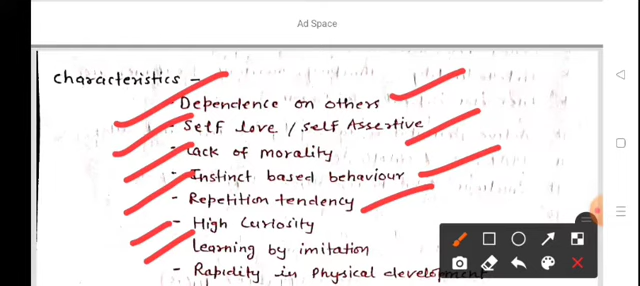 Ad Space
Characteristics -
Dependence on others
- Self love / self Assertive
- Lack of morality
- Instinct based behaviour
- Repetition tendency
- High Curiosity
Learning by imitation
- Rapidity in Physical development